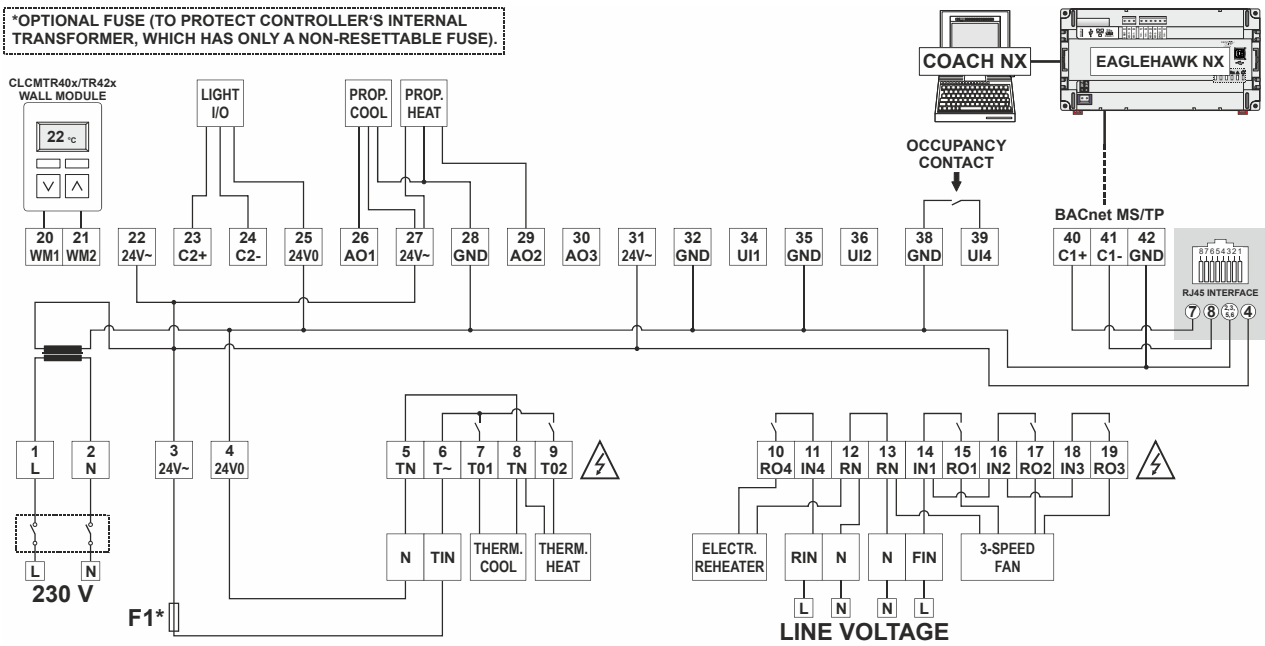 *OPTIONAL FUSE (TO PROTECT CONTROLLER‘S INTERNAL
TRANSFORMER, WHICH HAS ONLY A NON-RESETTABLE FUSE).
COACH NX
EAGLEHAWK NX
CLCMTR40x/TR42x
WALL MODULE
22 °C
LIGHT
I/O
PROP.
COOL
PROP.
HEAT
OCCUPANCY
CONTACT
BACnet MS/TP
20
WM1
21
WM2
22
24V~
23
C2+
24
C2-
25
24V0
26
AO1
27
24V~
28
GND
29
AO2
30
AO3
31
24V~
32
GND
34
UI1
35
GND
36
UI2
38
GND
39
UI4
40
C1+
41
C1-
42
GND
87654321
RJ45 INTERFACE
7
8
2,3,
5,6
4
1
L
2
N
3
24V~
4
24V0
5
TN
6
T~
7
T01
8
TN
9
T02
10
RO4
11
IN4
12
RN
13
RN
14
IN1
15
RO1
16
IN2
17
RO2
18
IN3
19
RO3
N
TIN
THERM.
COOL
THERM.
HEAT
ELECTR.
REHEATER
RIN
N
N
FIN
3-SPEED
FAN
L
N
230 V
F1*
L
N
N
L
LINE VOLTAGE